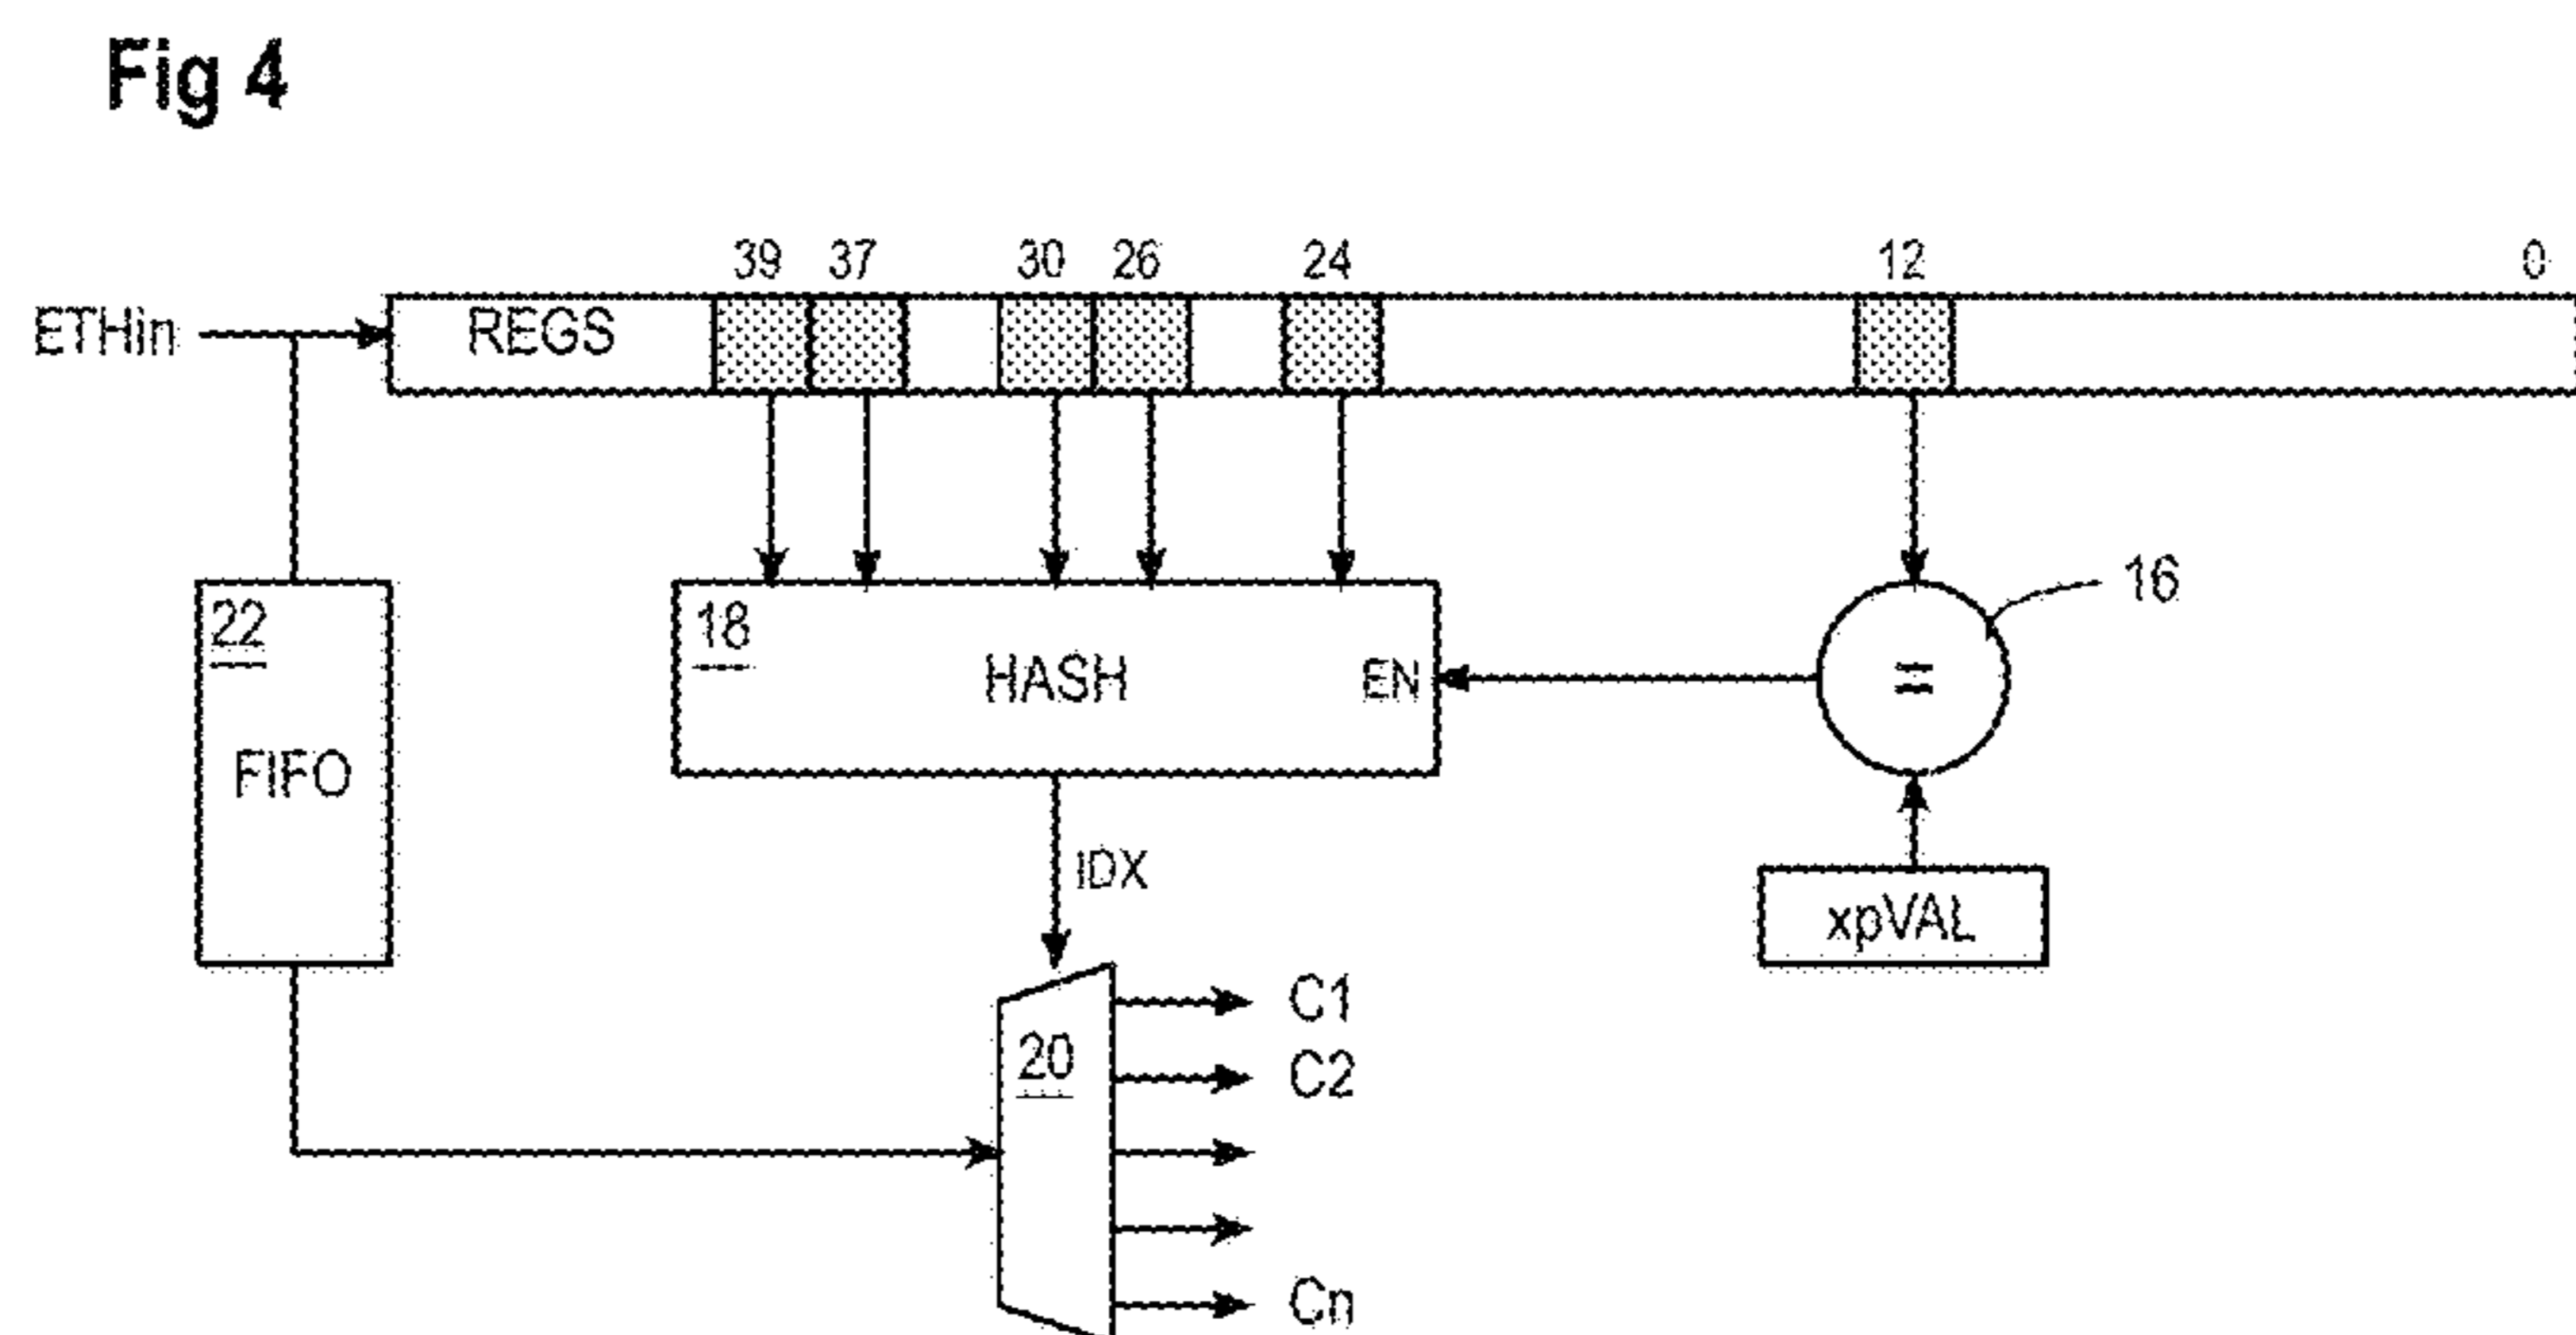 Fig 4
39 37 30 26 24 12 0
ETHin REGS
16
22 18 HASH EN =
FIFO
IDX xpVAL
C1
20
C2
Cn